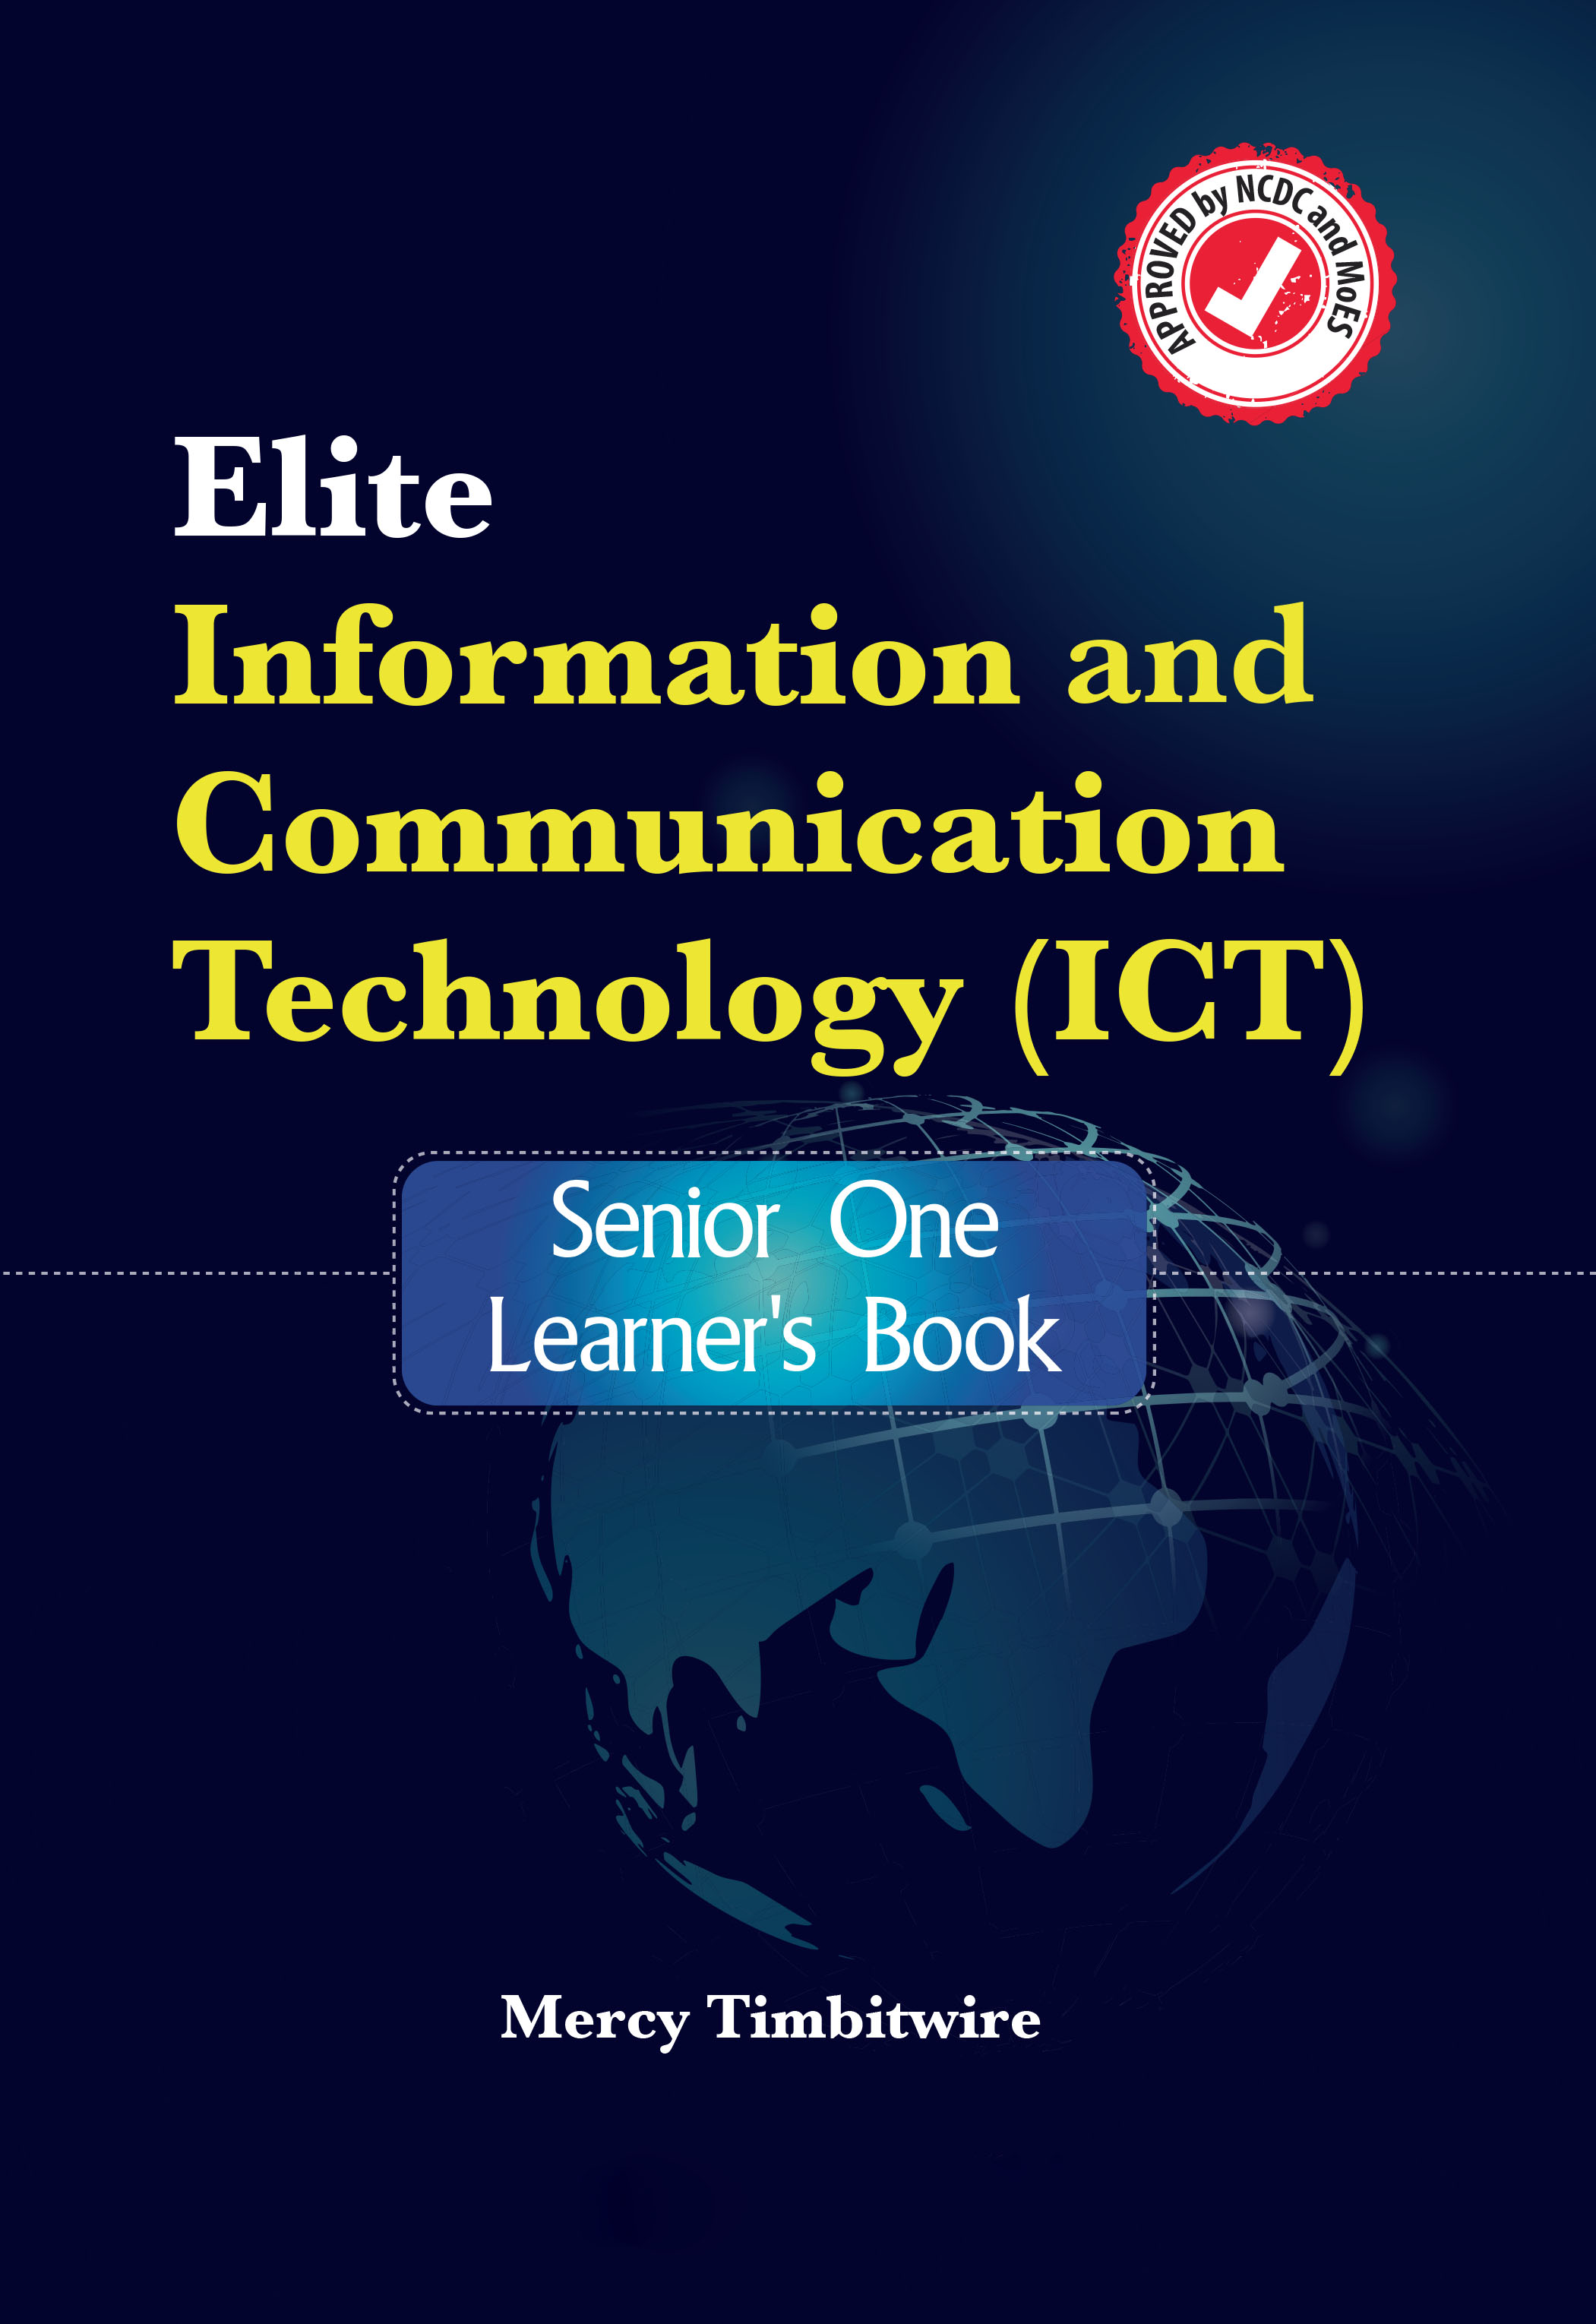 APPROVED by NCDC and MoES
Elite
Information and
Communication
Technology (ICT)
Senior One
Learner's Book
Mercy Timbitwire